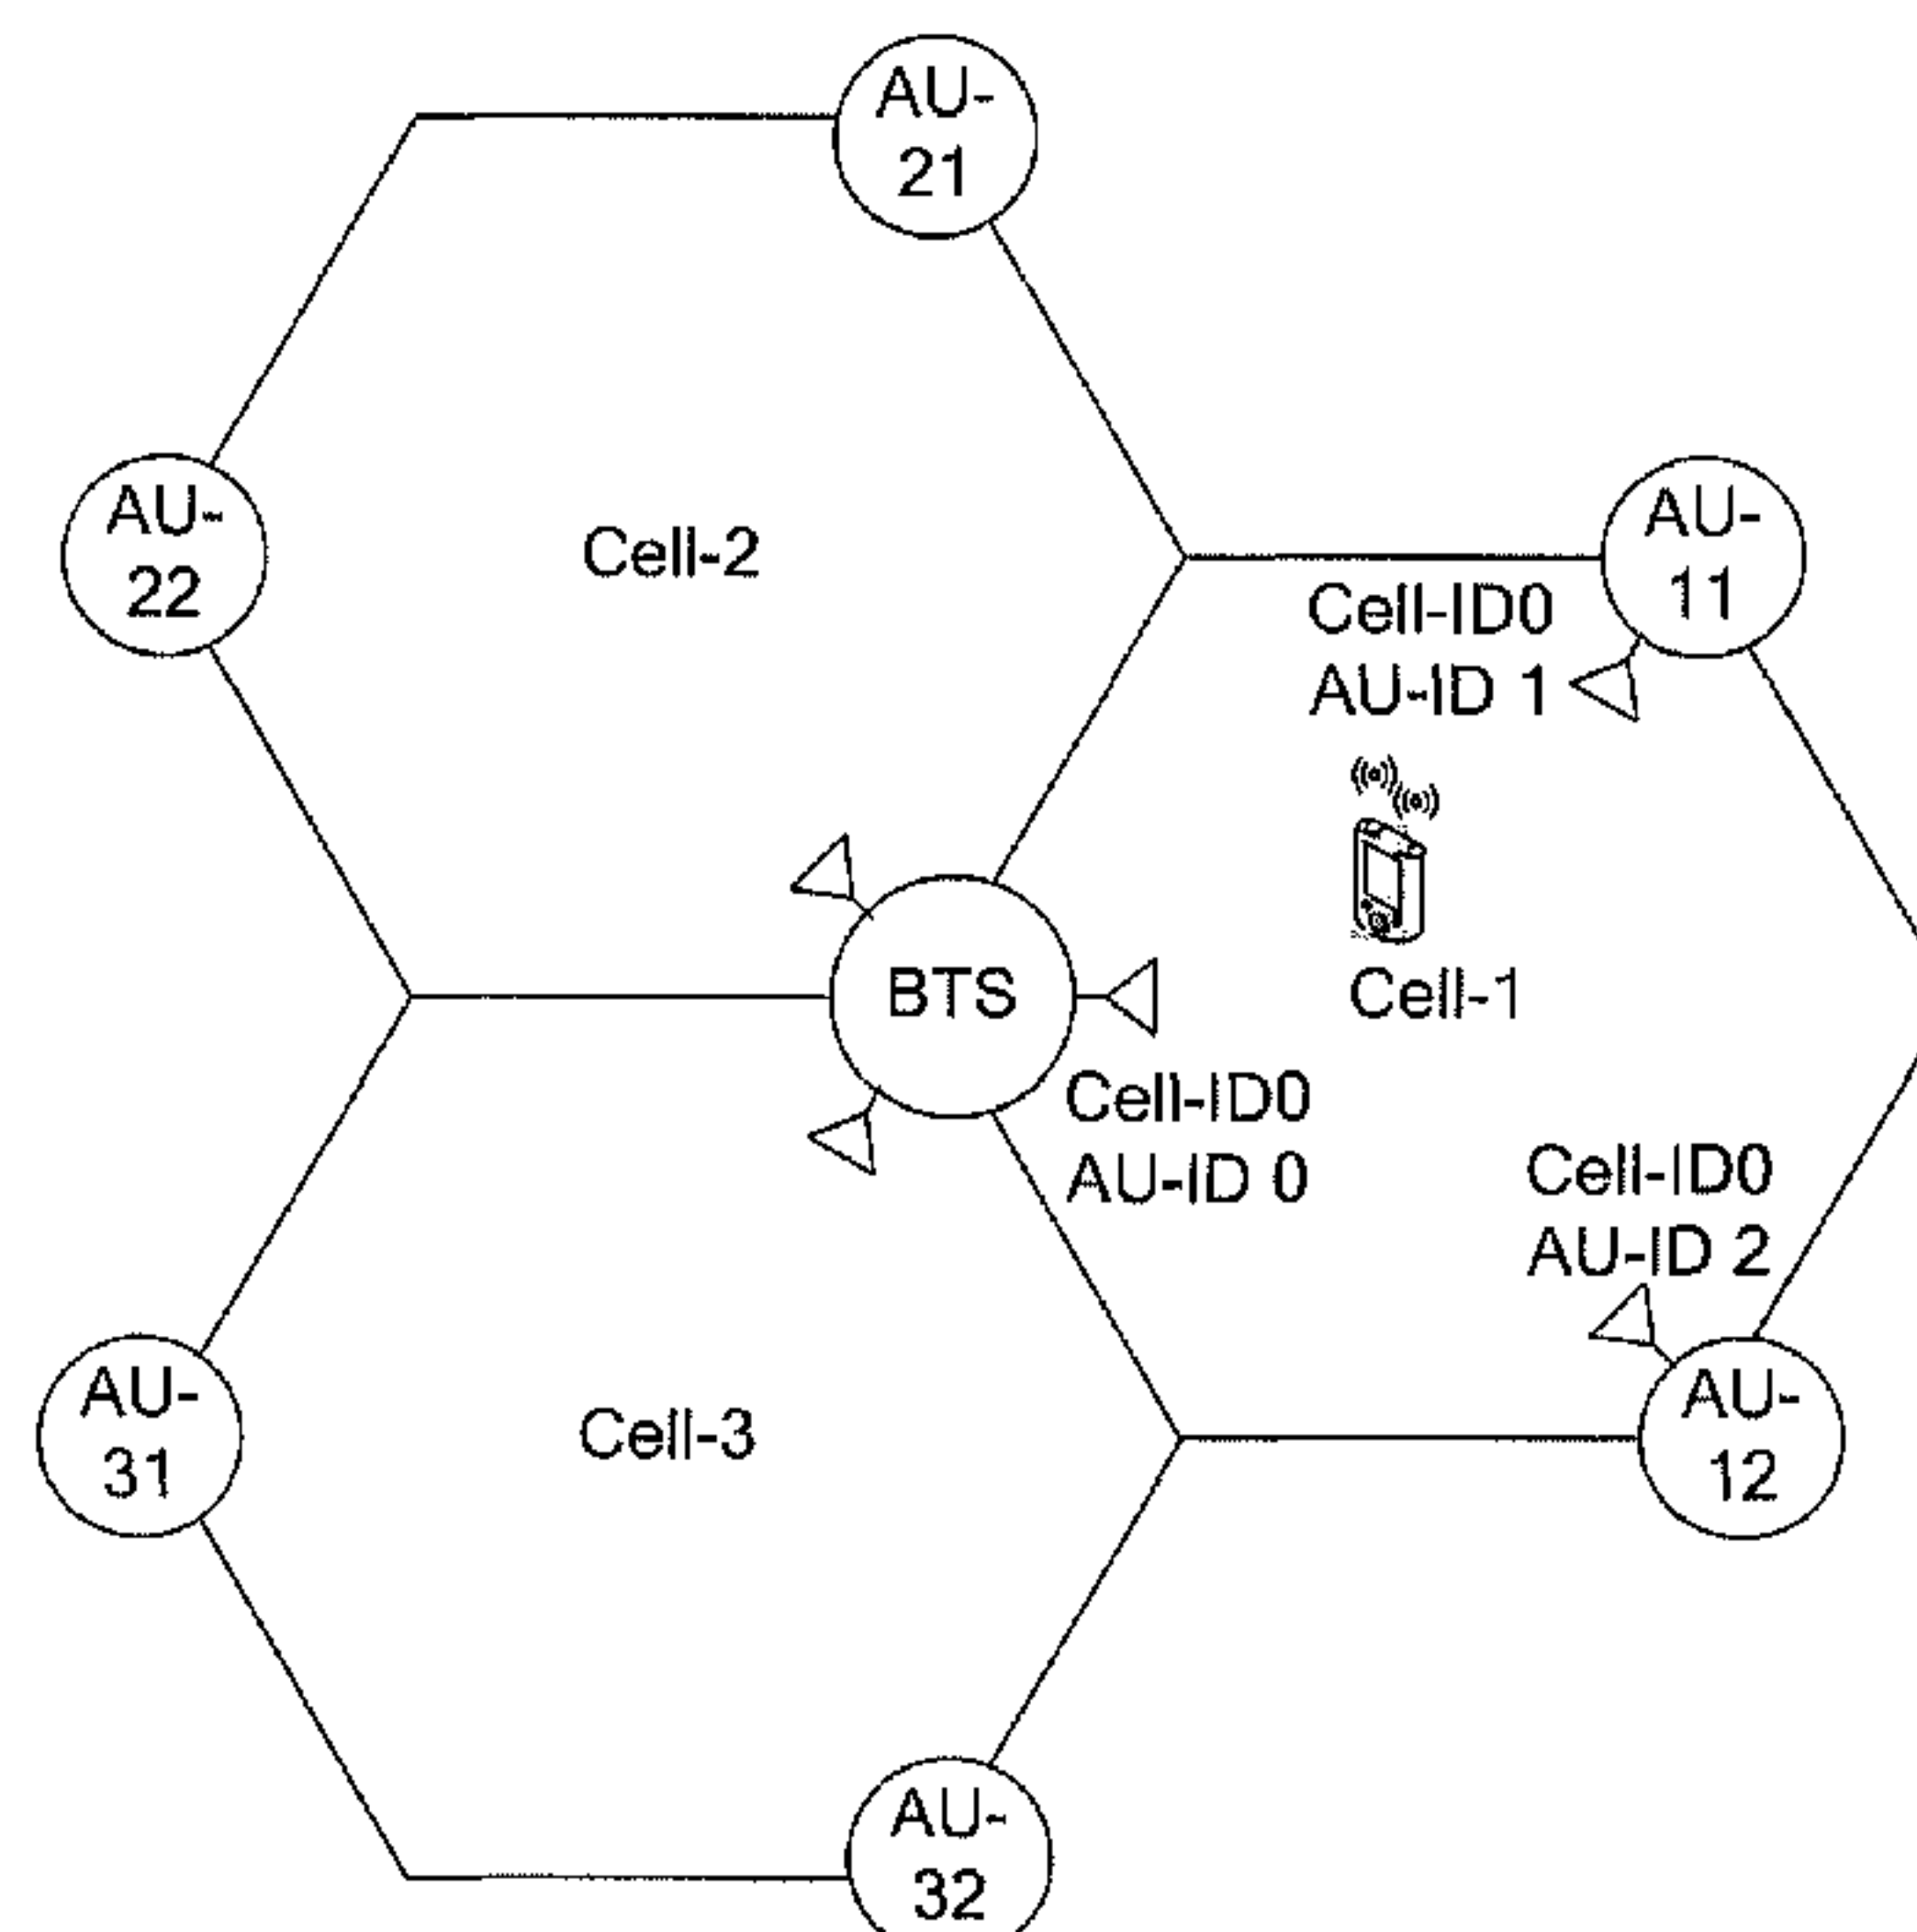 AU-
21
AU-
22
Cell-2
AU-
11
Cell-ID0
AU-ID 1
BTS
Cell-1
Cell-ID0
AU-ID 0
Cell-ID0
AU-ID 2
AU-
31
Cell-3
AU-
12
AU-
32